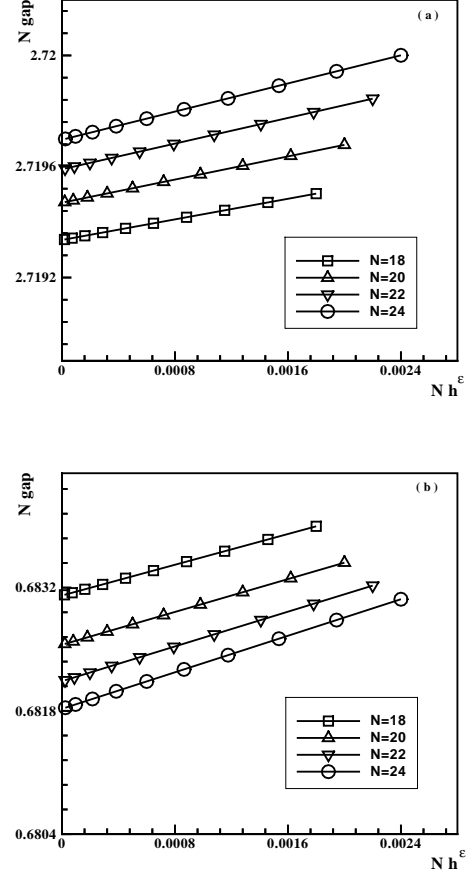 ( a )
N gap
2.72
2.7196
2.7192
N=18
N=20
N=22
N=24
0 0.0008 0.0016 0.0024
N h^ε
( b )
N gap
0.6832
0.6818
0.6804
N=18
N=20
N=22
N=24
0 0.0008 0.0016 0.0024
N h^ε